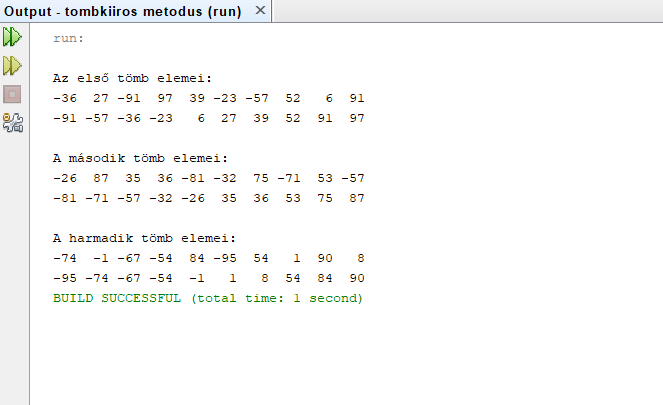 Output - tombkiiros metodus (run) ×
run:
Az első tömb elemei:
-36  27 -91  97  39 -23 -57  52   6  91
-91 -57 -36 -23   6  27  39  52  91  97
A második tömb elemei:
-26  87  35  36 -81 -32  75 -71  53 -57
-81 -71 -57 -32 -26  35  36  53  75  87
A harmadik tömb elemei:
-74  -1 -67 -54  84 -95  54   1  90   8
-95 -74 -67 -54  -1   1   8  54  84  90
BUILD SUCCESSFUL (total time: 1 second)